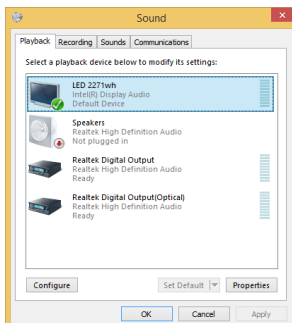 Sound
Playback Recording Sounds Communications
Select a playback device below to modify its settings:
LED 2271wh
Intel(R) Display Audio
Default Device
Speakers
Realtek High Definition Audio
Not plugged in
Realtek Digital Output
Realtek High Definition Audio
Ready
Realtek Digital Output(Optical)
Realtek High Definition Audio
Ready
Configure Set Default Properties
OK Cancel Apply